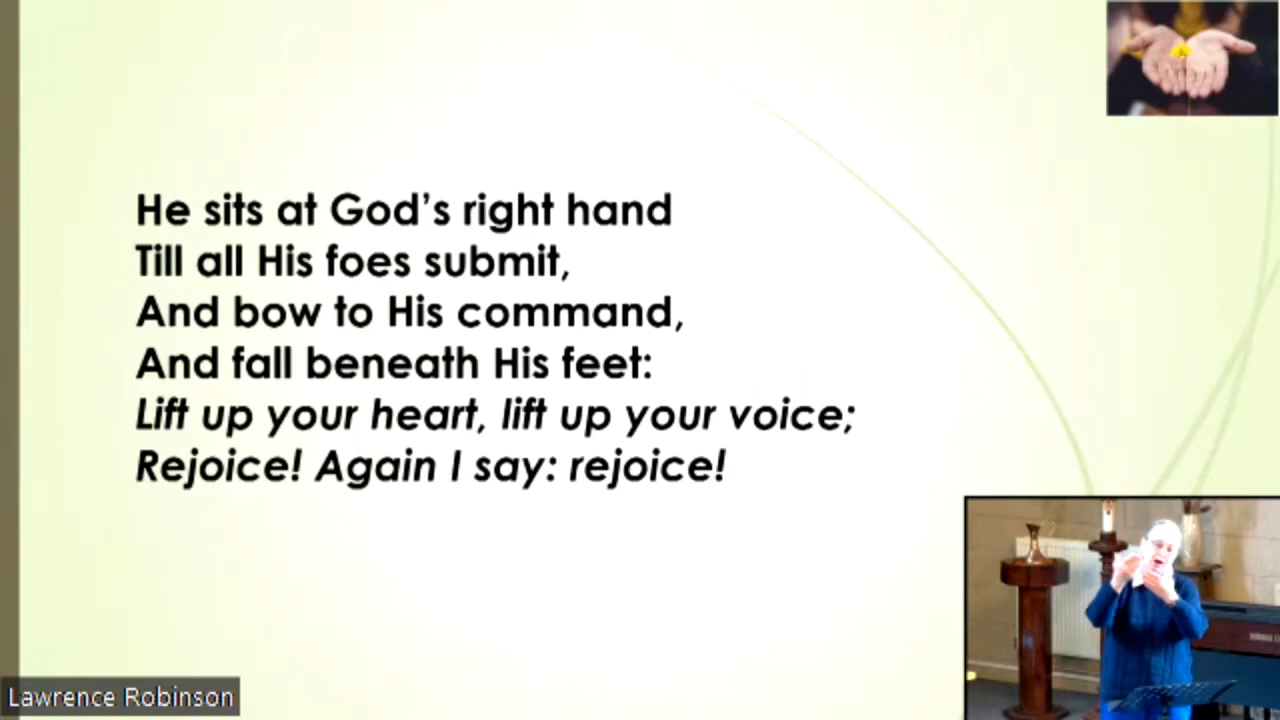 He sits at God’s right hand
Till all His foes submit,
And bow to His command,
And fall beneath His feet:
Lift up your heart, lift up your voice;
Rejoice! Again I say: rejoice!
Lawrence Robinson